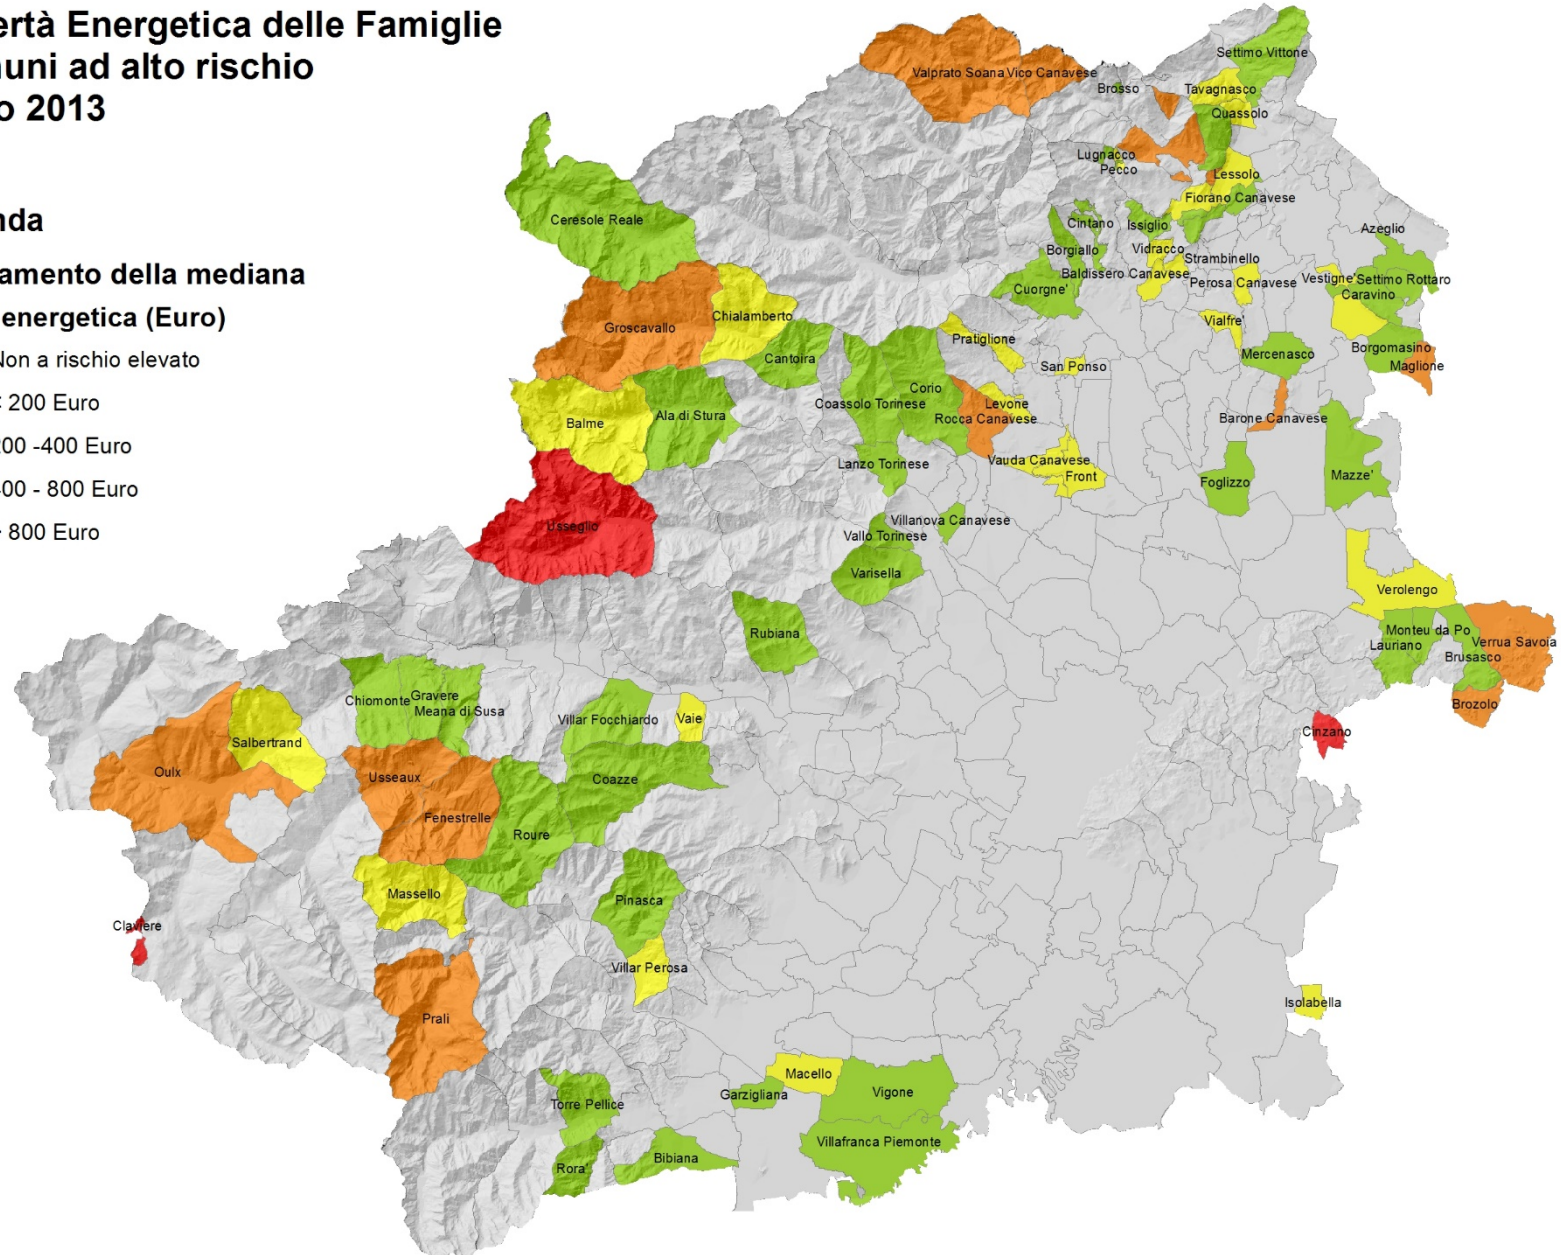 ertà Energetica delle Famiglie
uni ad alto rischio
o 2013
nda
amento della mediana
energetica (Euro)
Non a rischio elevato
200 Euro
200 -400 Euro
400 - 800 Euro
800 Euro
Settimo Vittone
Valprato Soana
Vico Canavese
Brosso
Tavagnasco
Quassolo
Lugnacco
Pecco
Lessolo
Fiorano Canavese
Ceresole Reale
Cintano
Issiglio
Azeglio
Borgiallo
Vidracco
Strambinello
Baldissero Canavese
Perosa Canavese
Vestigne'
Settimo Rottaro
Cuorgne'
Caravino
Chialamberto
Groscavallo
Vialfre'
Pratiglione
Cantoira
San Ponso
Mercenasco
Borgomasino
Maglione
Corio
Coassolo Torinese
Levone
Ala di Stura
Balme
Rocca Canavese
Barone Canavese
Lanzo Torinese
Vauda Canavese
Front
Foglizzo
Mazze'
Usseglio
Villanova Canavese
Vallo Torinese
Varisella
Verolengo
Rubiana
Monteu da Po
Lauriano
Verrua Savoia
Brusasco
Chiomonte
Gravere
Meana di Susa
Villar Focchiardo
Vaie
Brozolo
Cinzano
Salbertrand
Oulx
Usseaux
Coazze
Fenestrelle
Roure
Massello
Pinasca
Claviere
Villar Perosa
Isolabella
Prali
Macello
Garzigliana
Vigone
Torre Pellice
Villafranca Piemonte
Bibiana
Rora'